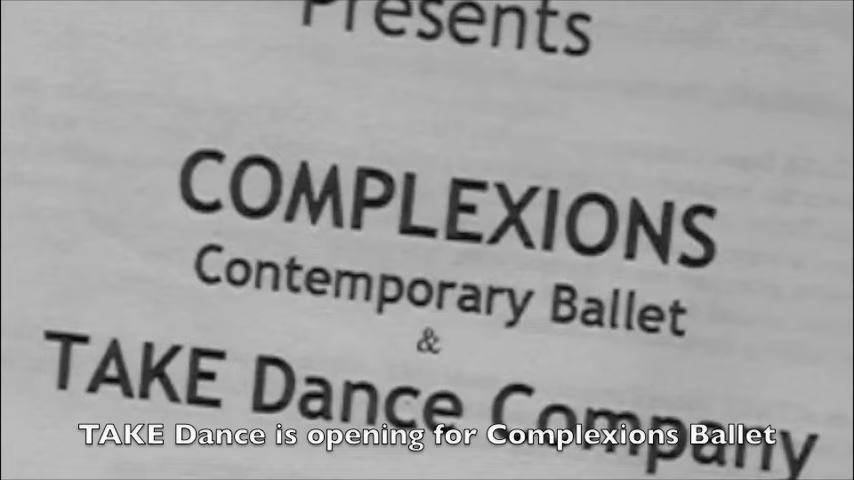 Presents
COMPLEXIONS
Contemporary Ballet
&
TAKE Dance Company
TAKE Dance is opening for Complexions Ballet